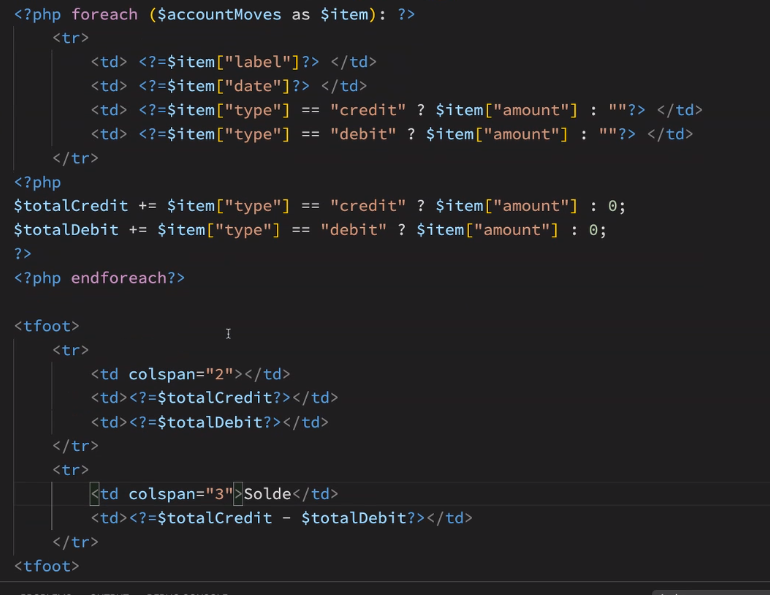 <?php foreach ($accountMoves as $item): ?>
<tr>
<td> <?=$item["label"]?> </td>
<td> <?=$item["date"]?> </td>
<td> <?=$item["type"] == "credit" ? $item["amount"] : ""?> </td>
<td> <?=$item["type"] == "debit" ? $item["amount"] : ""?> </td>
</tr>
<?php
$totalCredit += $item["type"] == "credit" ? $item["amount"] : 0;
$totalDebit += $item["type"] == "debit" ? $item["amount"] : 0;
?>
<?php endforeach?>
<tfoot>
<tr>
<td colspan="2"></td>
<td><?=$totalCredit?></td>
<td><?=$totalDebit?></td>
</tr>
<tr>
<td colspan="3">Solde</td>
<td><?=$totalCredit - $totalDebit?></td>
</tr>
<tfoot>